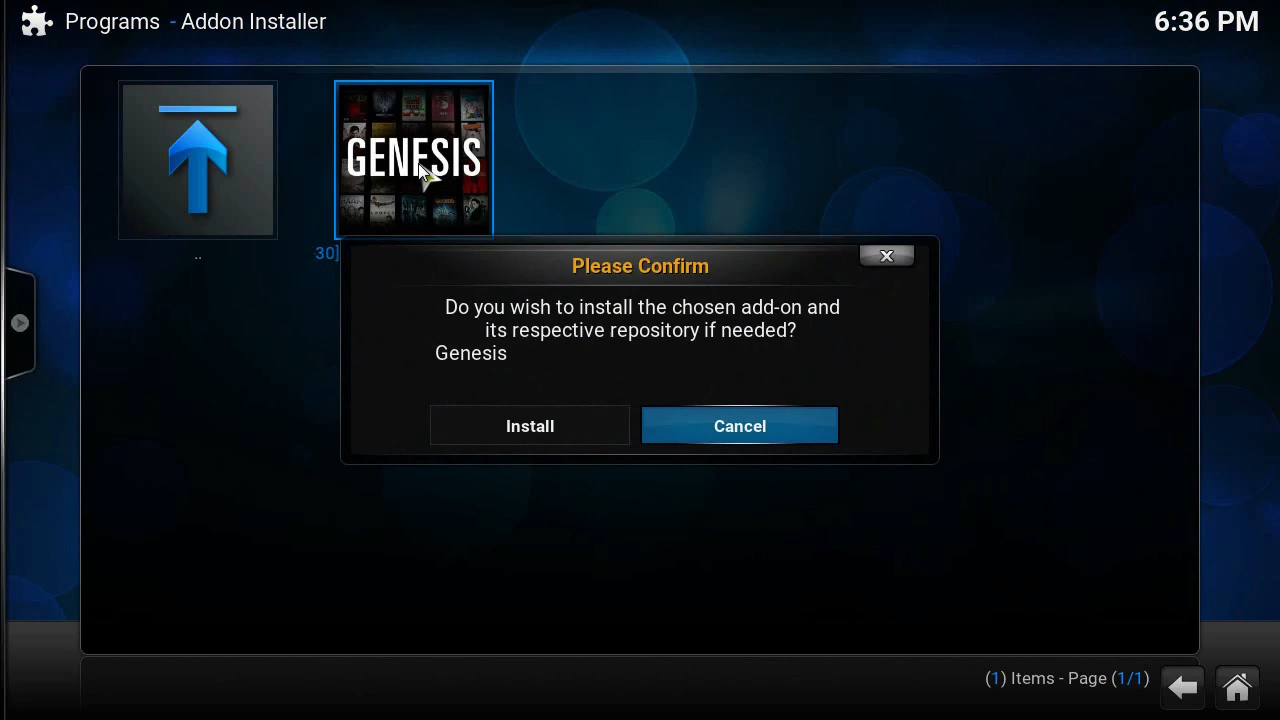 Programs - Addon Installer
6:36 PM
GENESIS
..
30]
Please Confirm
Do you wish to install the chosen add-on and
its respective repository if needed?
Genesis
Install
Cancel
(1) Items - Page (1/1)